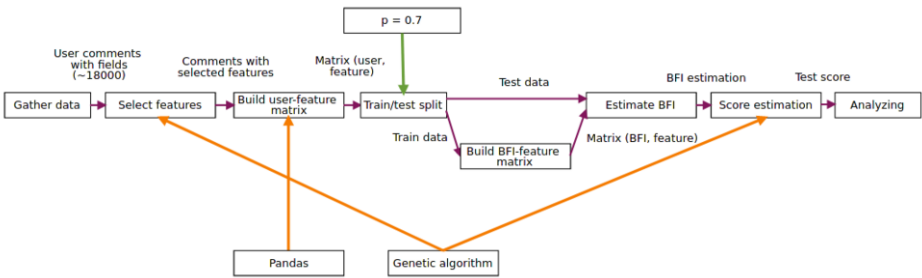 p = 0.7
User comments
with fields
(~18000)
Comments with
selected features
Matrix (user,
feature)
Test data
BFI estimation
Test score
Gather data
Select features
Build user-feature
matrix
Train/test split
Estimate BFI
Score estimation
Analyzing
Train data
Build BFI-feature
matrix
Matrix (BFI, feature)
Pandas
Genetic algorithm